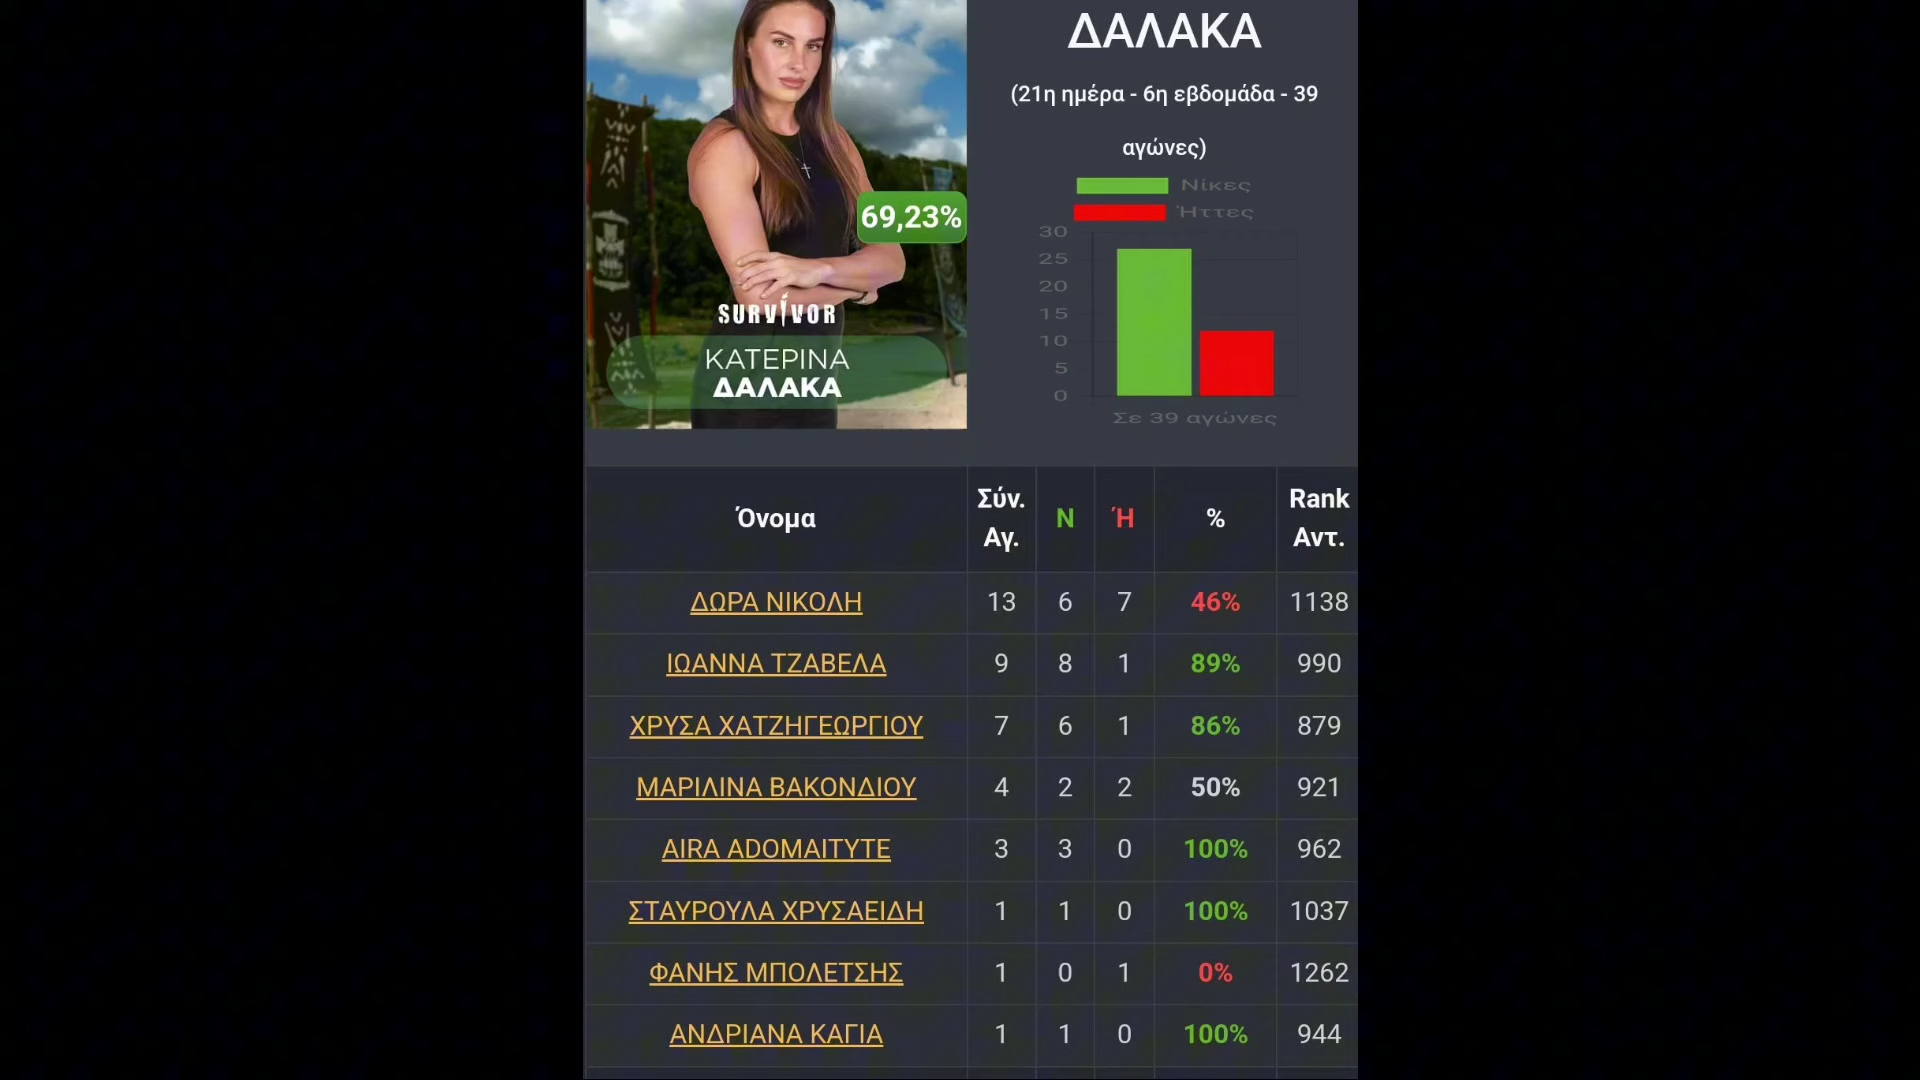 ΔΑΛΑΚΑ
(21η ημέρα - 6η εβδομάδα - 39
αγώνες)
69,23%
SURVIVOR
ΚΑΤΕΡΙΝΑ
ΔΑΛΑΚΑ
Νίκες
Ήττες
30
25
20
15
10
5
0
Σε 39 αγώνες
Όνομα Σύν. Αγ. Ν Ή % Rank Αντ.
ΔΩΡΑ ΝΙΚΟΛΗ 13 6 7 46% 1138
ΙΩΑΝΝΑ ΤΖΑΒΕΛΑ 9 8 1 89% 990
ΧΡΥΣΑ ΧΑΤΖΗΓΕΩΡΓΙΟΥ 7 6 1 86% 879
ΜΑΡΙΛΙΝΑ ΒΑΚΟΝΔΙΟΥ 4 2 2 50% 921
AIRA ADOMAITYTE 3 3 0 100% 962
ΣΤΑΥΡΟΥΛΑ ΧΡΥΣΑΕΙΔΗ 1 1 0 100% 1037
ΦΑΝΗΣ ΜΠΟΛΕΤΣΗΣ 1 0 1 0% 1262
ΑΝΔΡΙΑΝΑ ΚΑΓΙΑ 1 1 0 100% 944